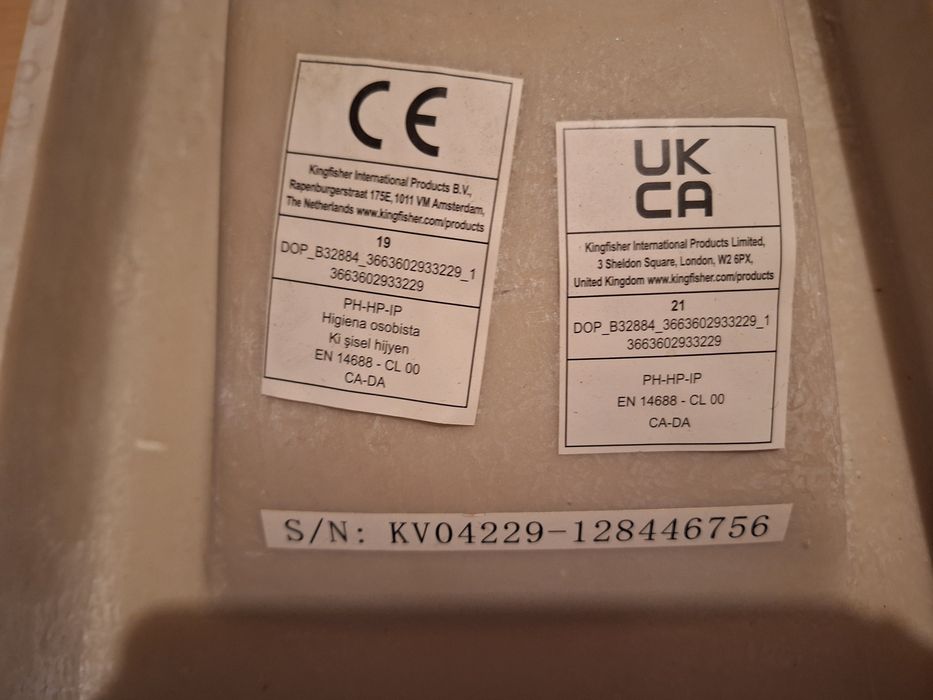 CE
Kingfisher International Products B.V.,
Rapenburgerstraat 175E, 1011 VM Amsterdam,
The Netherlands www.kingfisher.com/products
19
DOP_B32884_3663602933229_1
3663602933229
PH-HP-IP
Higiena osobista
Ki şisel hijyen
EN 14688 - CL 00
CA-DA
UK
CA
Kingfisher International Products Limited,
3 Sheldon Square, London, W2 6PX,
United Kingdom www.kingfisher.com/products
21
DOP_B32884_3663602933229_1
3663602933229
PH-HP-IP
EN 14688 - CL 00
CA-DA
S/N: KV04229-128446756